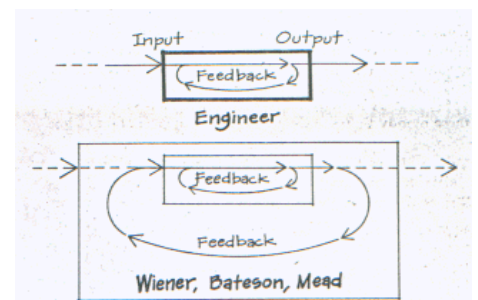 Input Output
Feedback
Engineer
Feedback
Feedback
Wiener, Bateson, Mead